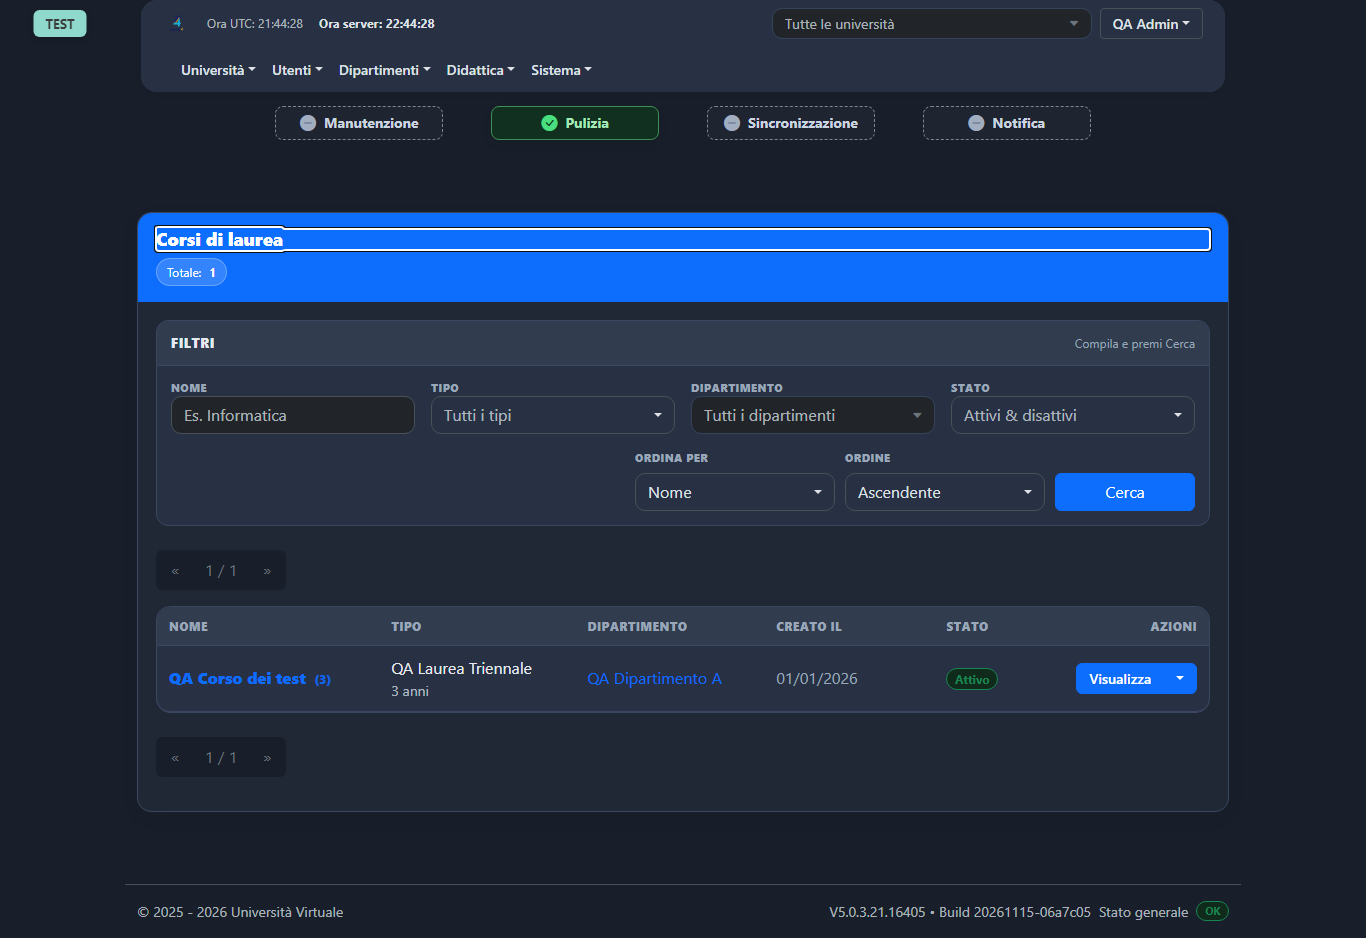 TEST
Ora UTC: 21:44:28
Ora server: 22:44:28
Tutte le università
QA Admin
Università
Utenti
Dipartimenti
Didattica
Sistema
Manutenzione
Pulizia
Sincronizzazione
Notifica
Corsi di laurea
Totale: 1
FILTRI
Compila e premi Cerca
NOME
TIPO
DIPARTIMENTO
STATO
Es. Informatica
Tutti i tipi
Tutti i dipartimenti
Attivi & disattivi
ORDINA PER
ORDINE
Nome
Ascendente
Cerca
« 1 / 1 »
NOME
TIPO
DIPARTIMENTO
CREATO IL
STATO
AZIONI
QA Corso dei test (3)
QA Laurea Triennale
3 anni
QA Dipartimento A
01/01/2026
Attivo
Visualizza
« 1 / 1 »
© 2025 - 2026 Università Virtuale
V5.0.3.21.16405 • Build 20261115-06a7c05 Stato generale OK